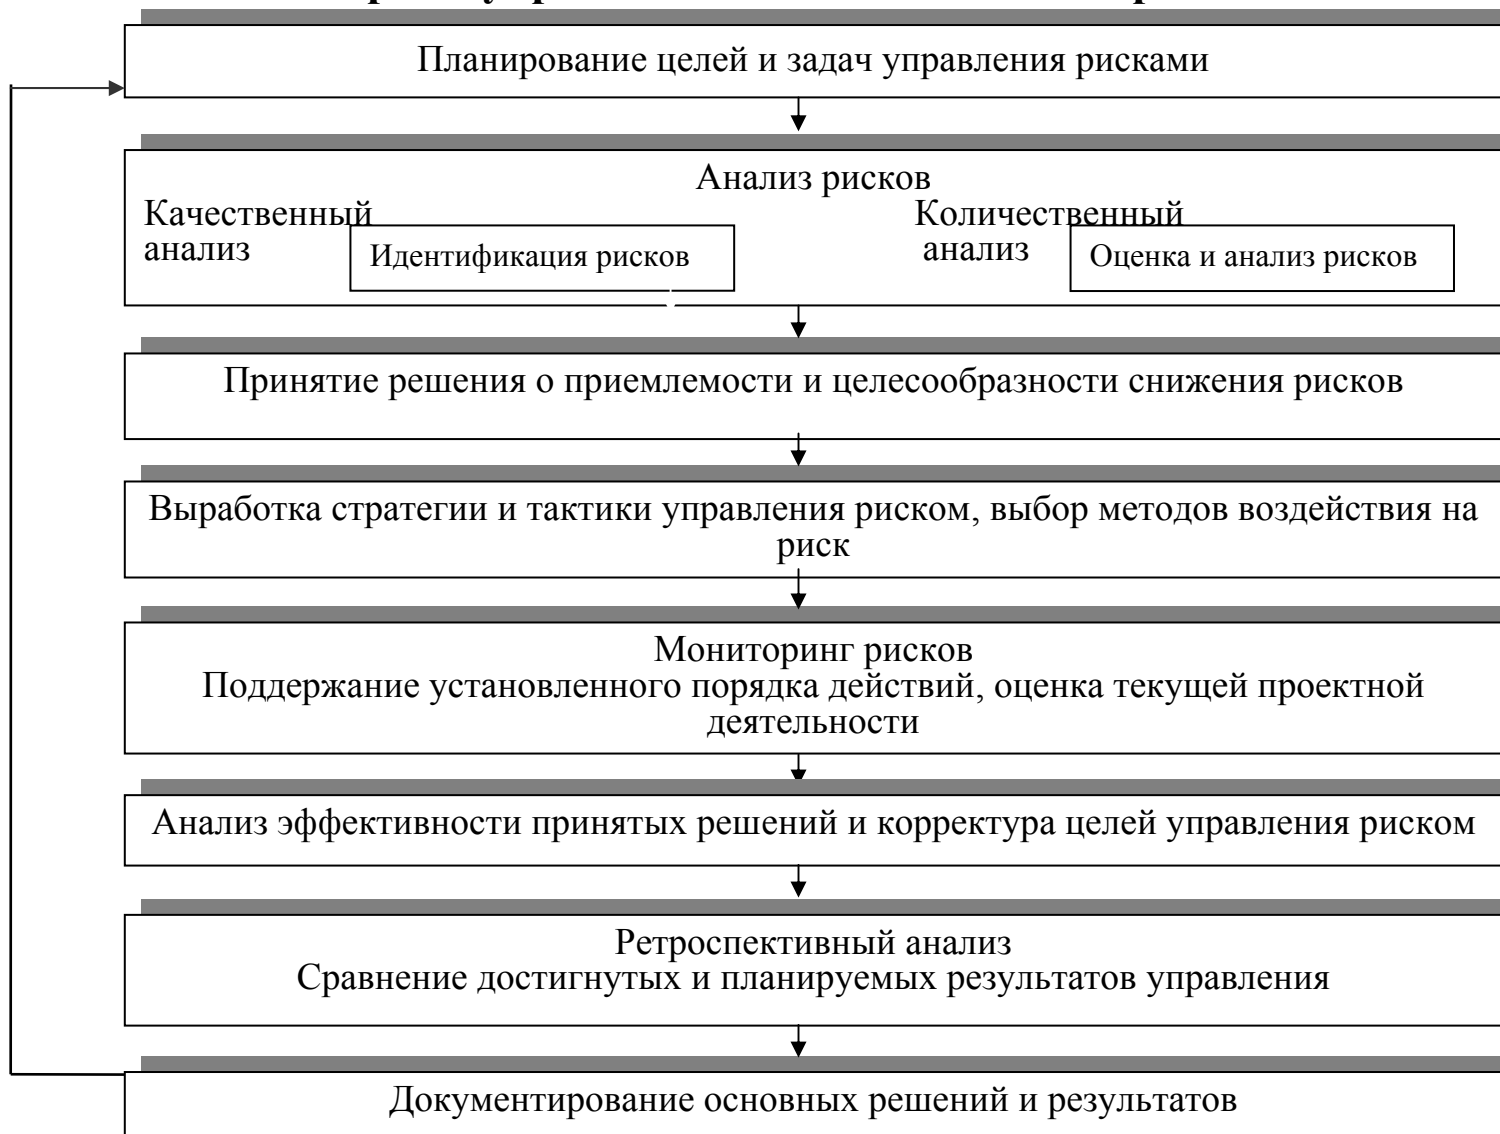 Планирование целей и задач управления рисками
Анализ рисков
Качественный
анализ
Идентификация рисков
Количественный
анализ
Оценка и анализ рисков
Принятие решения о приемлемости и целесообразности снижения рисков
Выработка стратегии и тактики управления риском, выбор методов воздействия на
риск
Мониторинг рисков
Поддержание установленного порядка действий, оценка текущей проектной
деятельности
Анализ эффективности принятых решений и корректура целей управления риском
Ретроспективный анализ
Сравнение достигнутых и планируемых результатов управления
Документирование основных решений и результатов